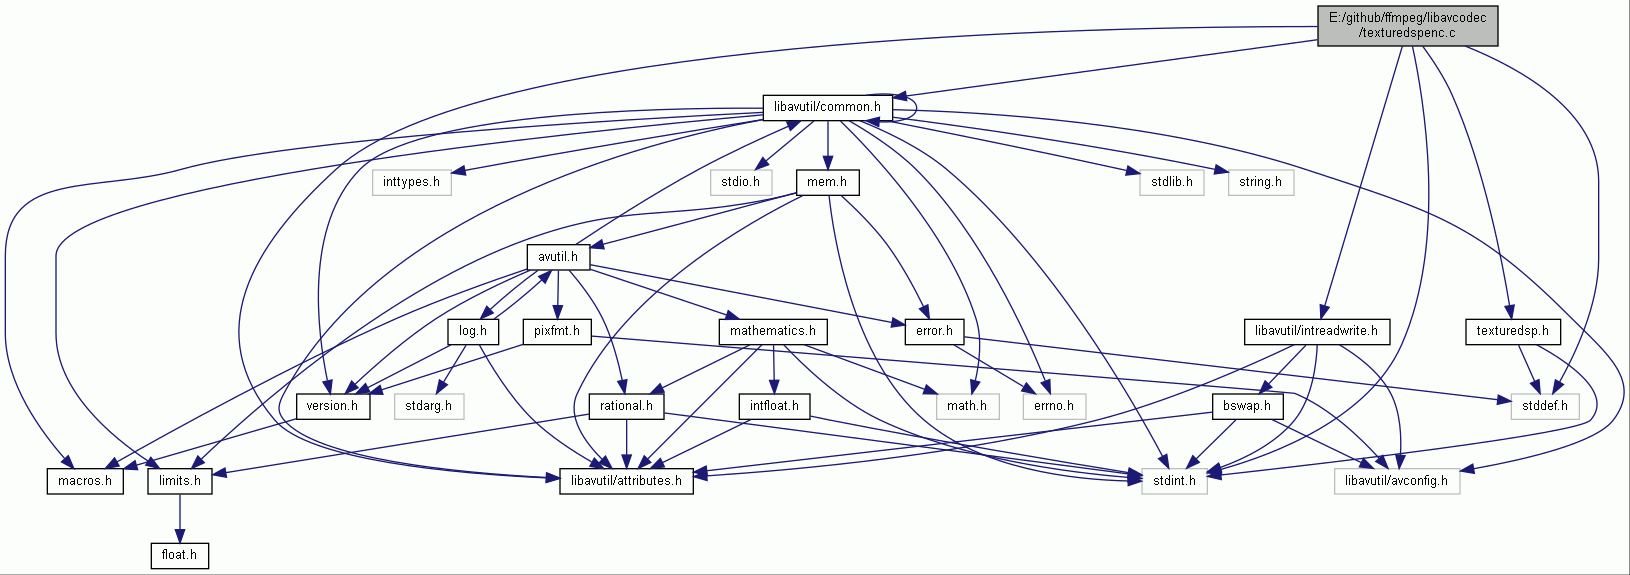 E:/github/ffmpeg/libavcodec
/texturedspenc.c
libavutil/common.h
inttypes.h
stdio.h
mem.h
stdlib.h
string.h
avutil.h
log.h
pixfmt.h
mathematics.h
error.h
libavutil/intreadwrite.h
texturedsp.h
version.h
stdarg.h
rational.h
intfloat.h
math.h
errno.h
bswap.h
stddef.h
macros.h
limits.h
libavutil/attributes.h
stdint.h
libavutil/avconfig.h
float.h